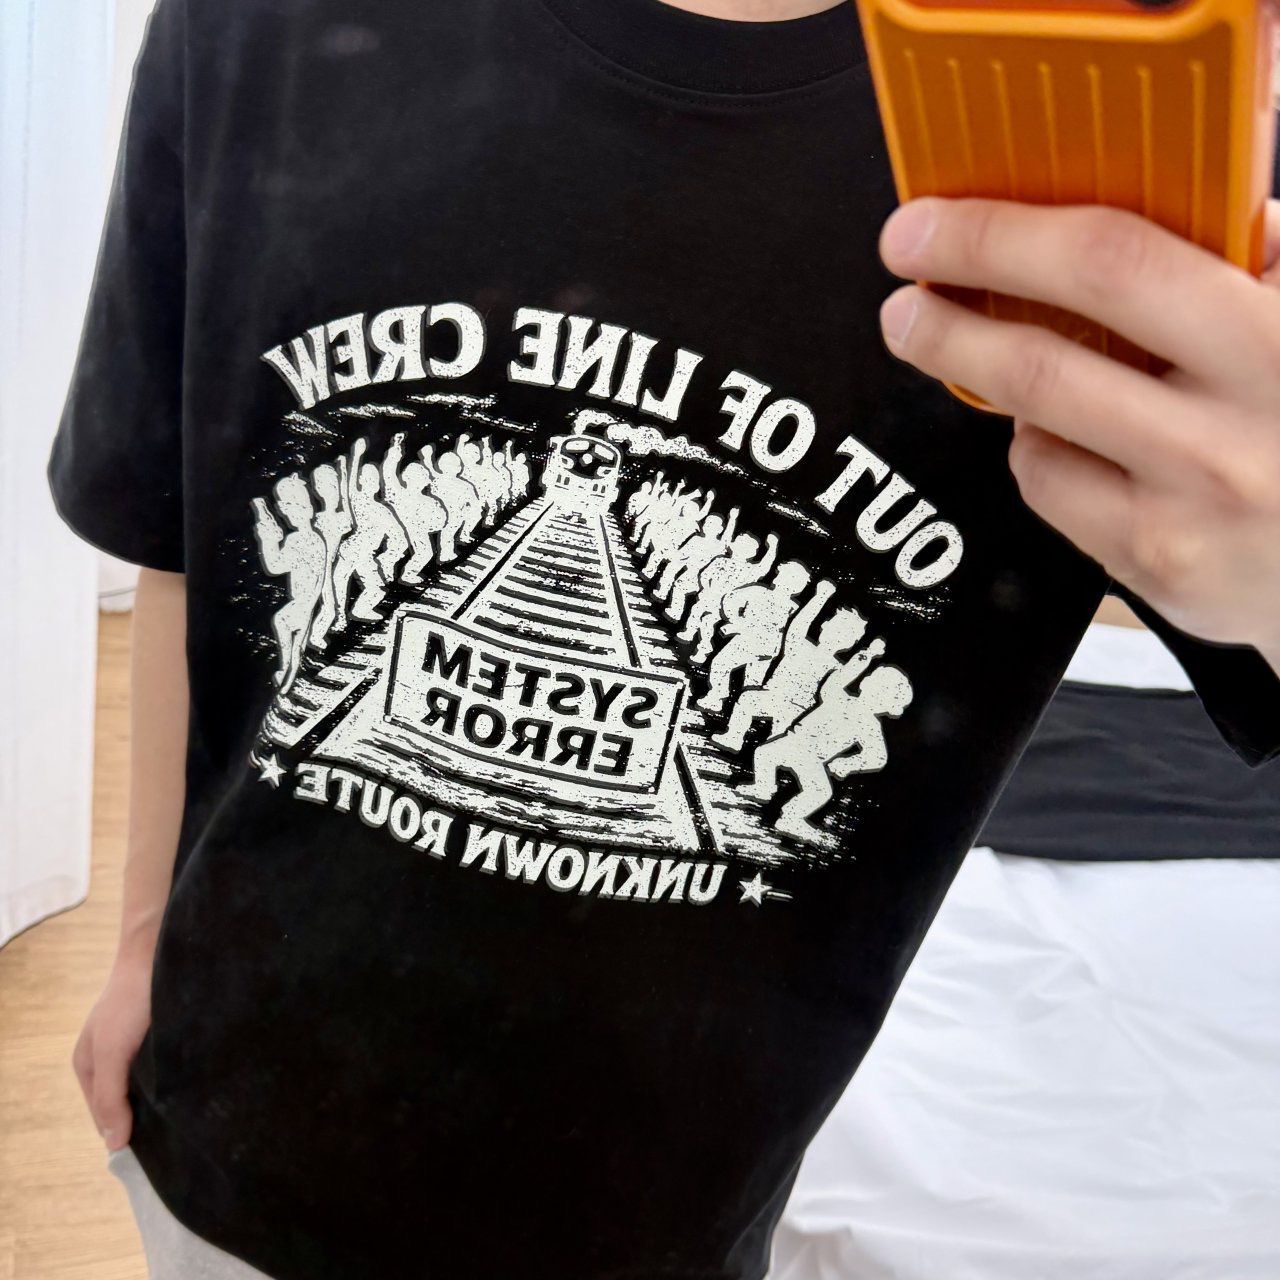 OUT OF LINE CREW
SYSTEM
ERROR
UNKNOWN ROUTE